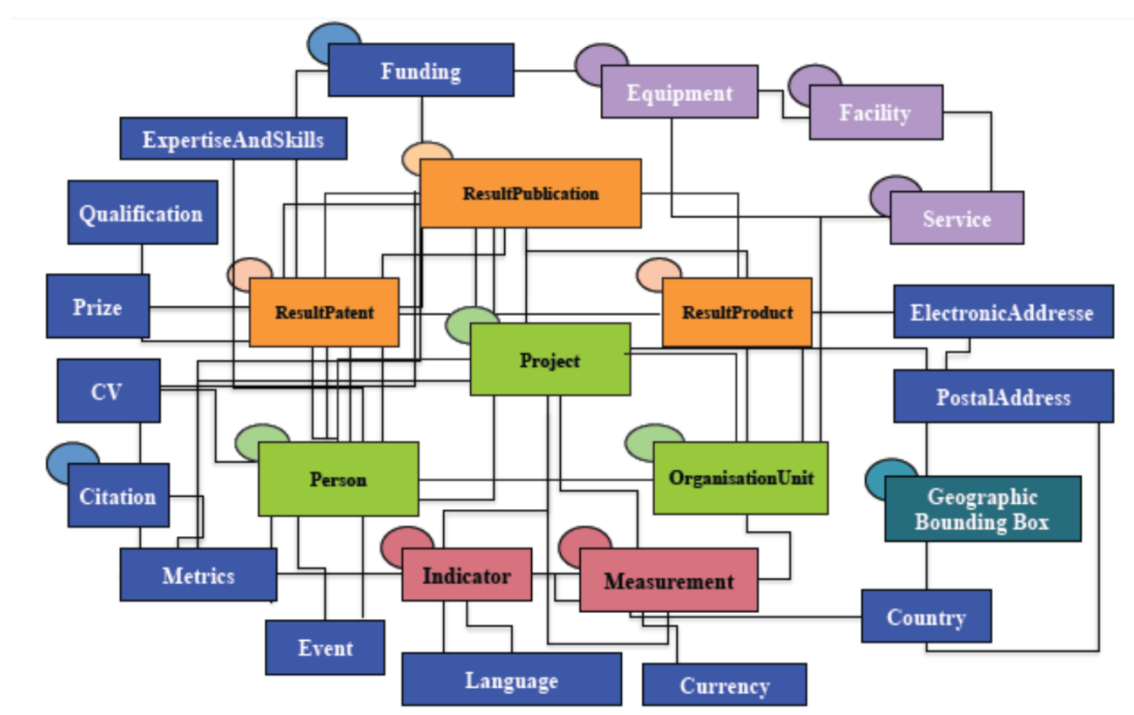 Funding
Equipment
Facility
ExpertiseAndSkills
ResultPublication
Qualification
Service
Prize
ResultPatent
ResultProduct
ElectronicAddresse
Project
CV
PostalAddress
Citation
Person
OrganisationUnit
Geographic
Bounding Box
Metrics
Indicator
Measurement
Country
Event
Language
Currency